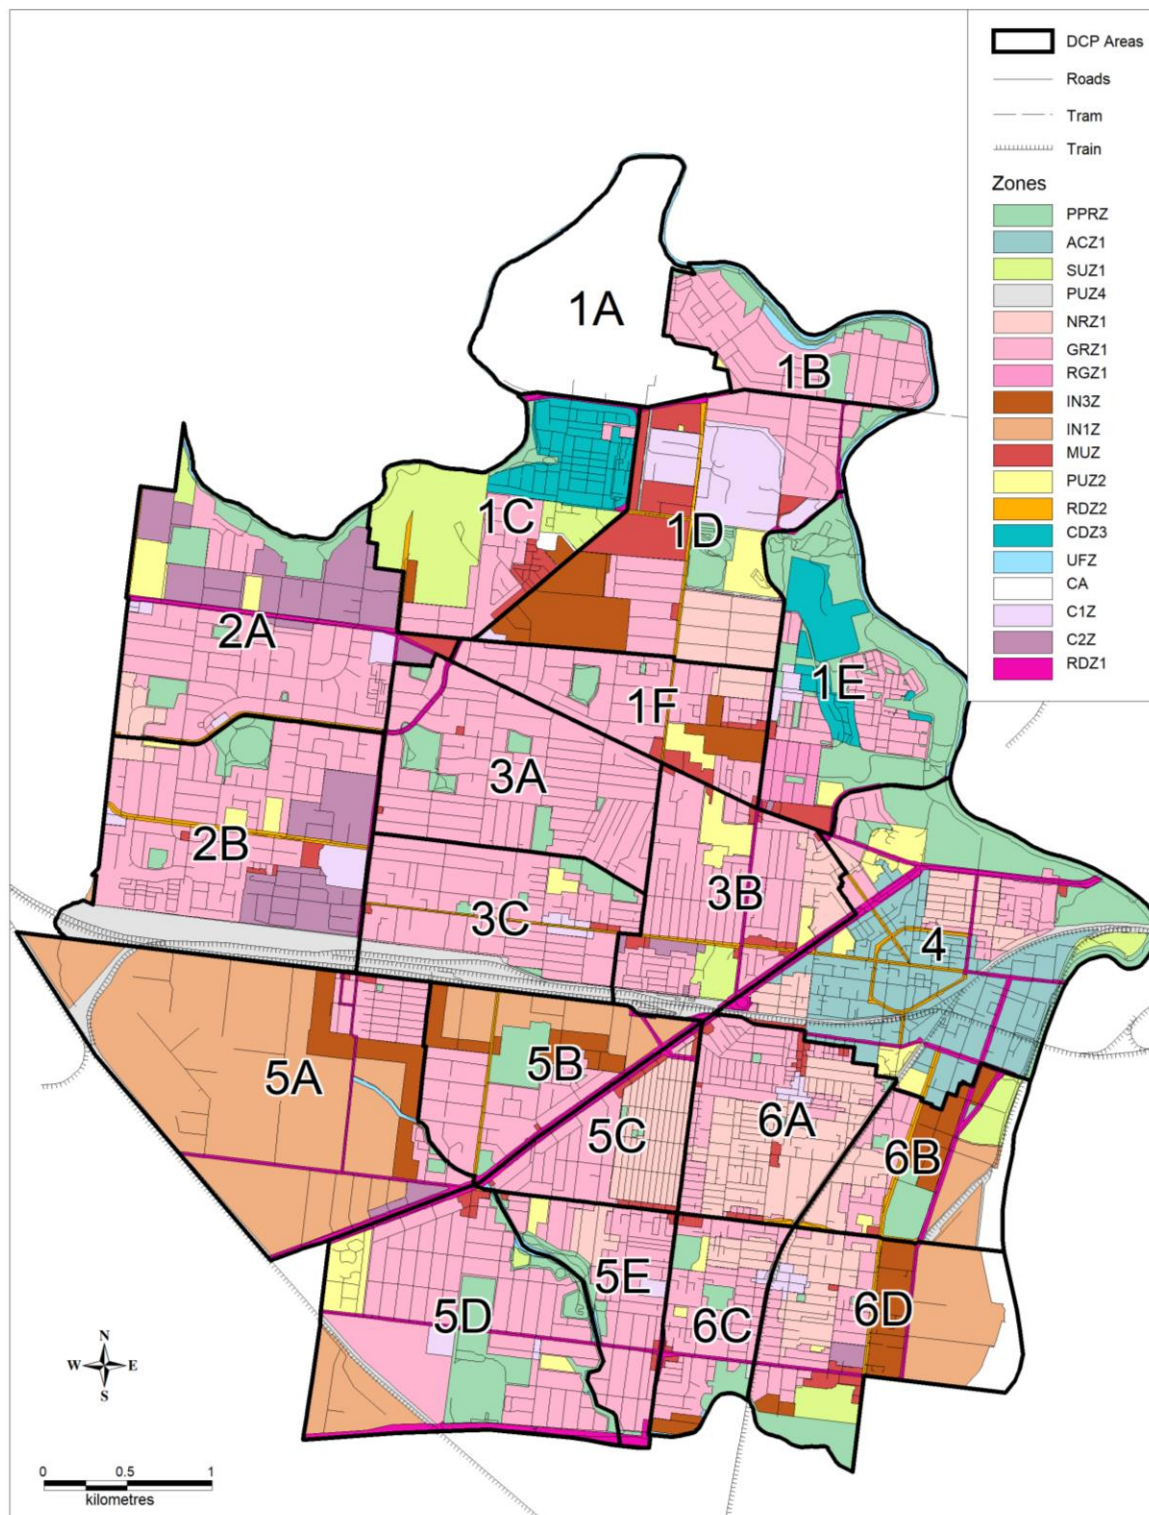 DCP Areas
Roads
Tram
Train
Zones
PPRZ
ACZ1
SUZ1
PUZ4
NRZ1
GRZ1
RGZ1
IN3Z
IN1Z
MUZ
PUZ2
RDZ2
CDZ3
UFZ
CA
C1Z
C2Z
RDZ1
1A
1B
1C
1D
2A
1E
1F
3A
2B
3B
3C
4
5A
5B
5C
6A
6B
5E
5D
6C
6D
N
W E
S
0 0.5 1
kilometres